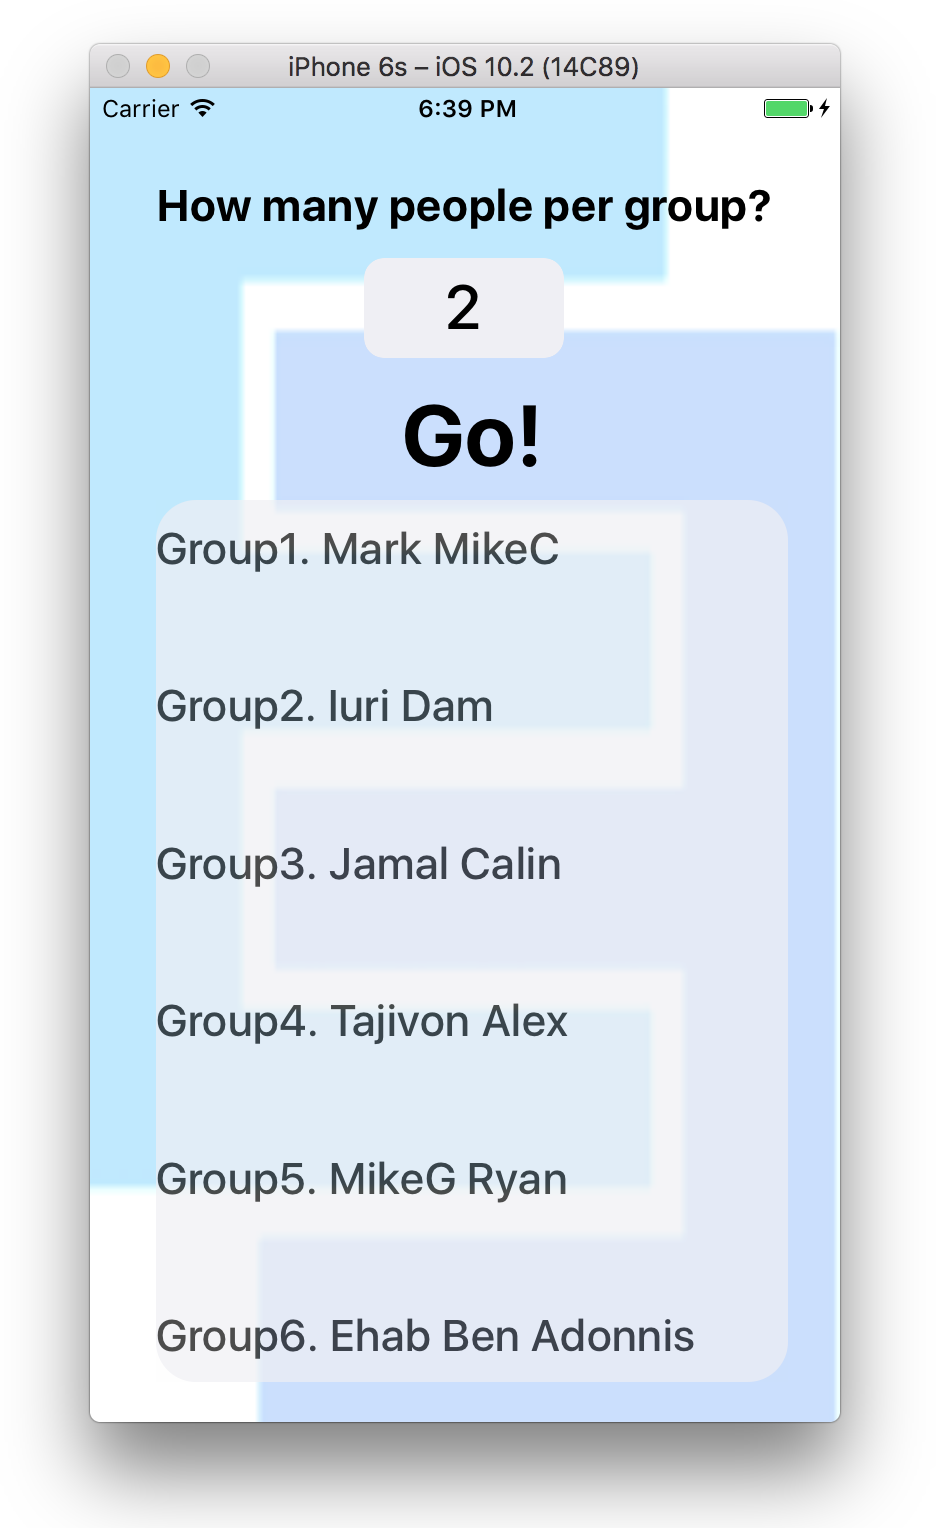 iPhone 6s – iOS 10.2 (14C89)
Carrier 6:39 PM
How many people per group?
2
Go!
Group1. Mark MikeC
Group2. Iuri Dam
Group3. Jamal Calin
Group4. Tajivon Alex
Group5. MikeG Ryan
Group6. Ehab Ben Adonnis